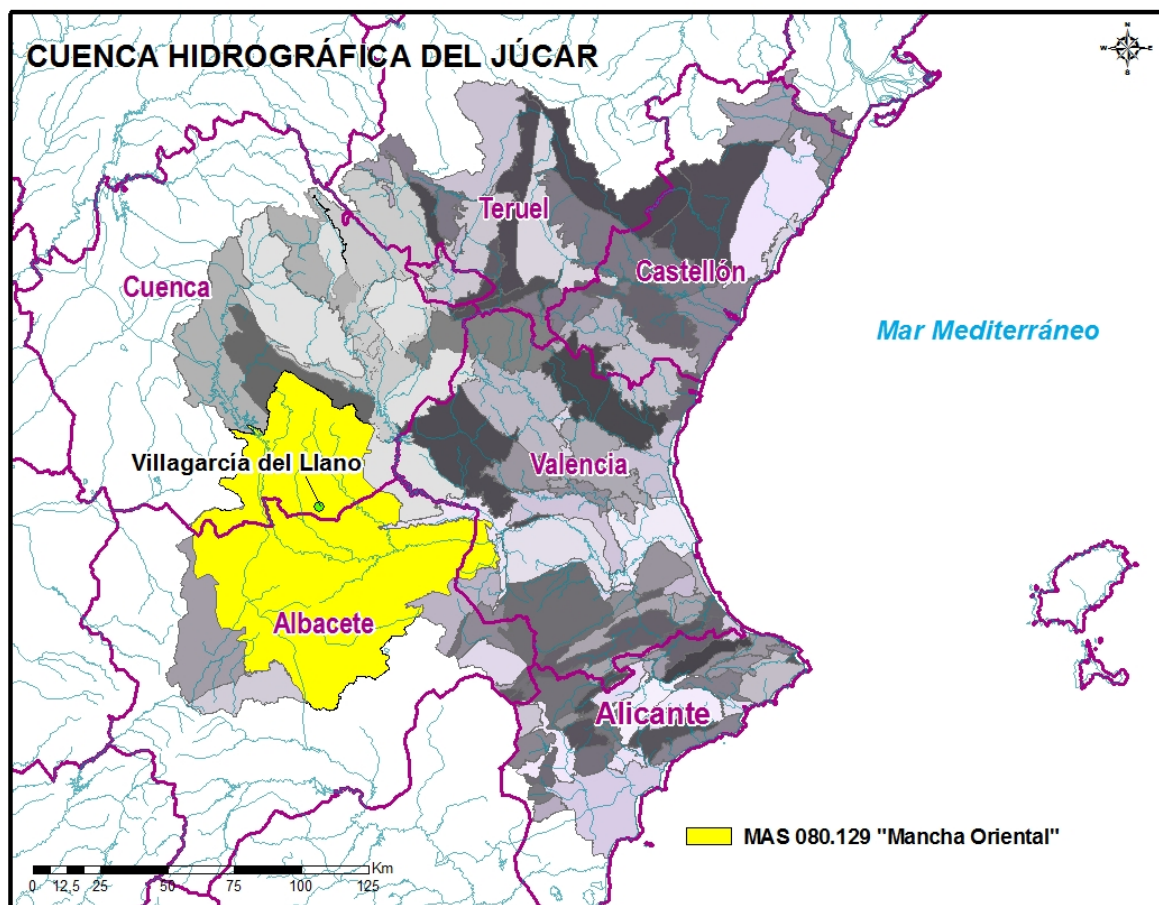 CUENCA HIDROGRÁFICA DEL JÚCAR
N
W E
S
Teruel
Castellón
Cuenca
Mar Mediterráneo
Villagarcía del Llano
Valencia
Albacete
Alicante
MAS 080.129 "Mancha Oriental"
Km
0 12,5 25 50 75 100 125